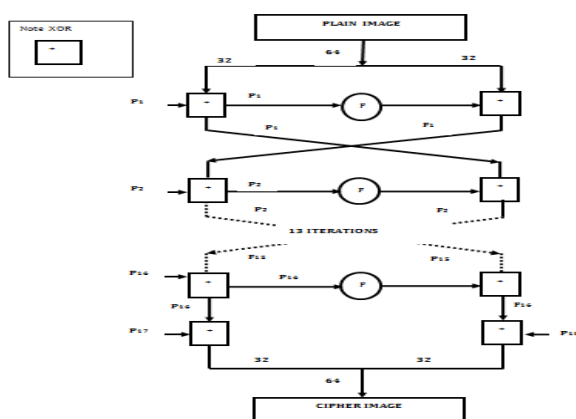 Note XOR
+
PLAIN IMAGE
64
32
32
P1
+
P1
F
+
P1
F1
P2
+
P2
F
+
P2
F2
13 ITERATIONS
F15
P15
P16
+
P16
F
+
P16
F16
P17
+
+
32
32
64
CIPHER IMAGE